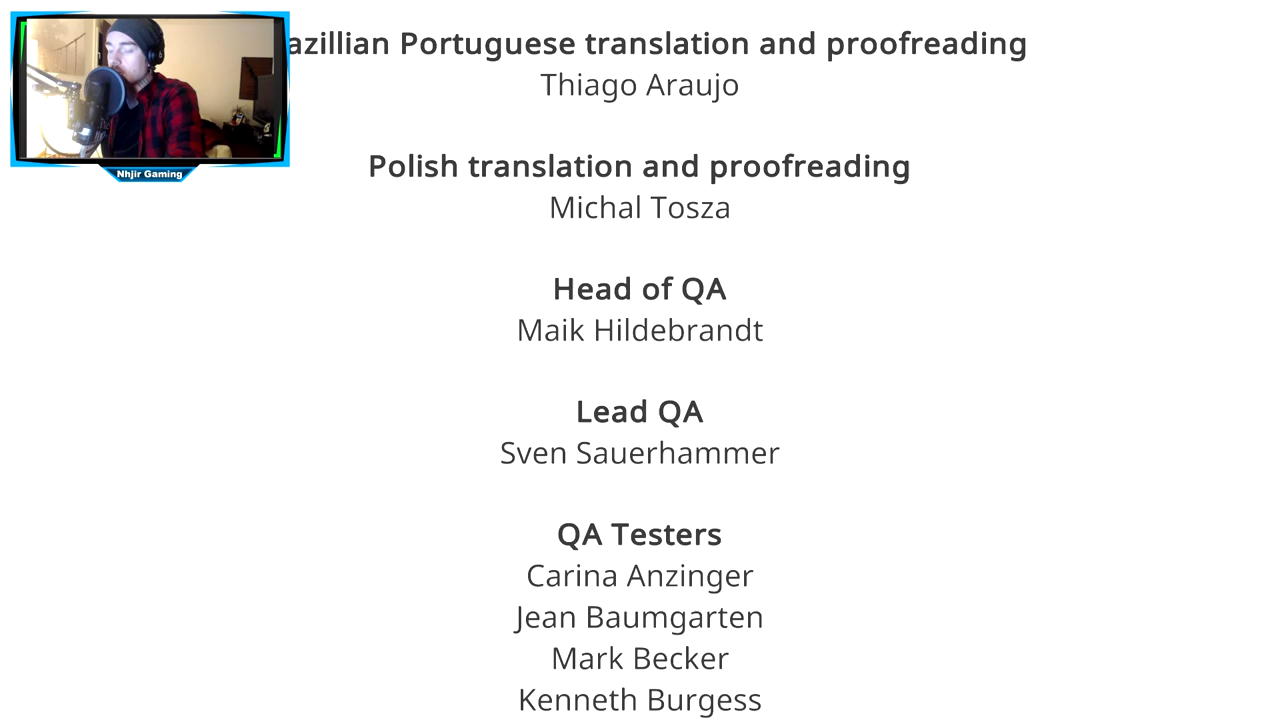 azillian Portuguese translation and proofreading
Thiago Araujo
Nhjir Gaming
Polish translation and proofreading
Michal Tosza
Head of QA
Maik Hildebrandt
Lead QA
Sven Sauerhammer
QA Testers
Carina Anzinger
Jean Baumgarten
Mark Becker
Kenneth Burgess